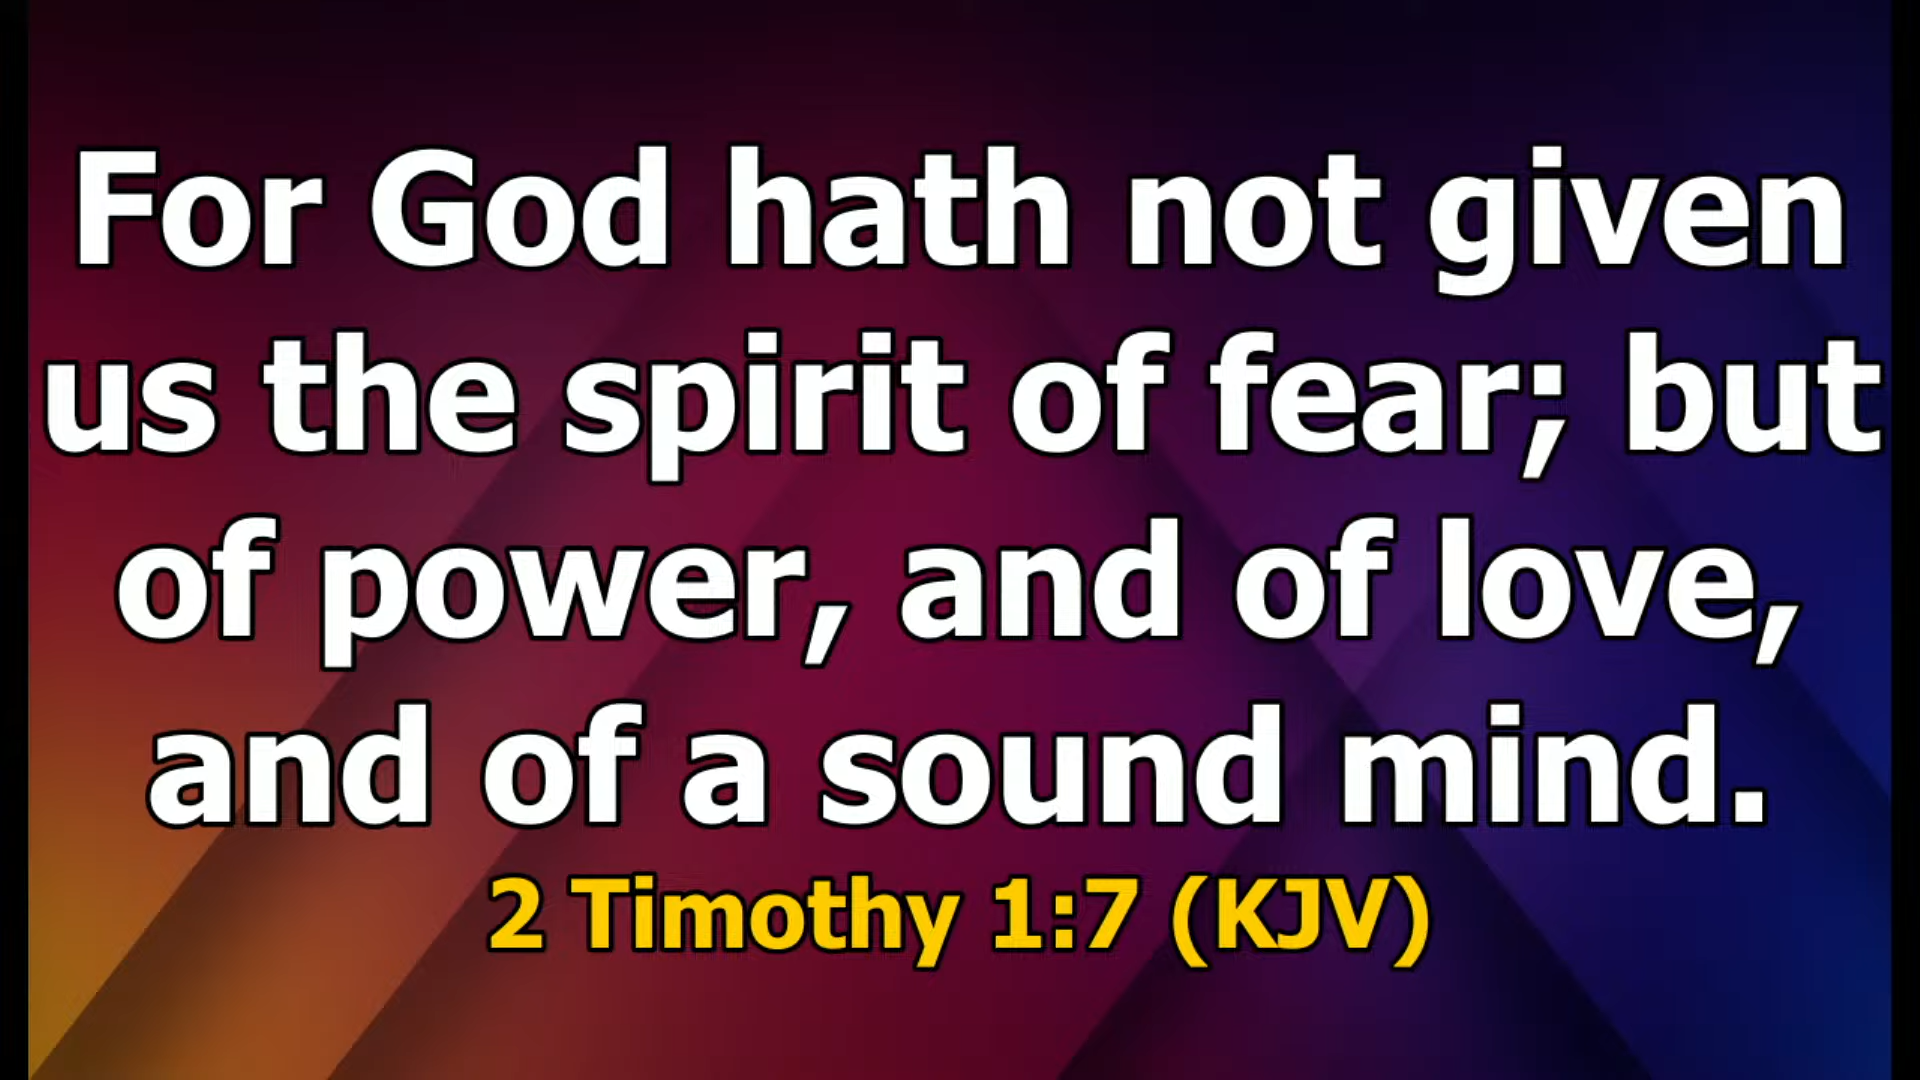 For God hath not given
us the spirit of fear; but
of power, and of love,
and of a sound mind.
2 Timothy 1:7 (KJV)